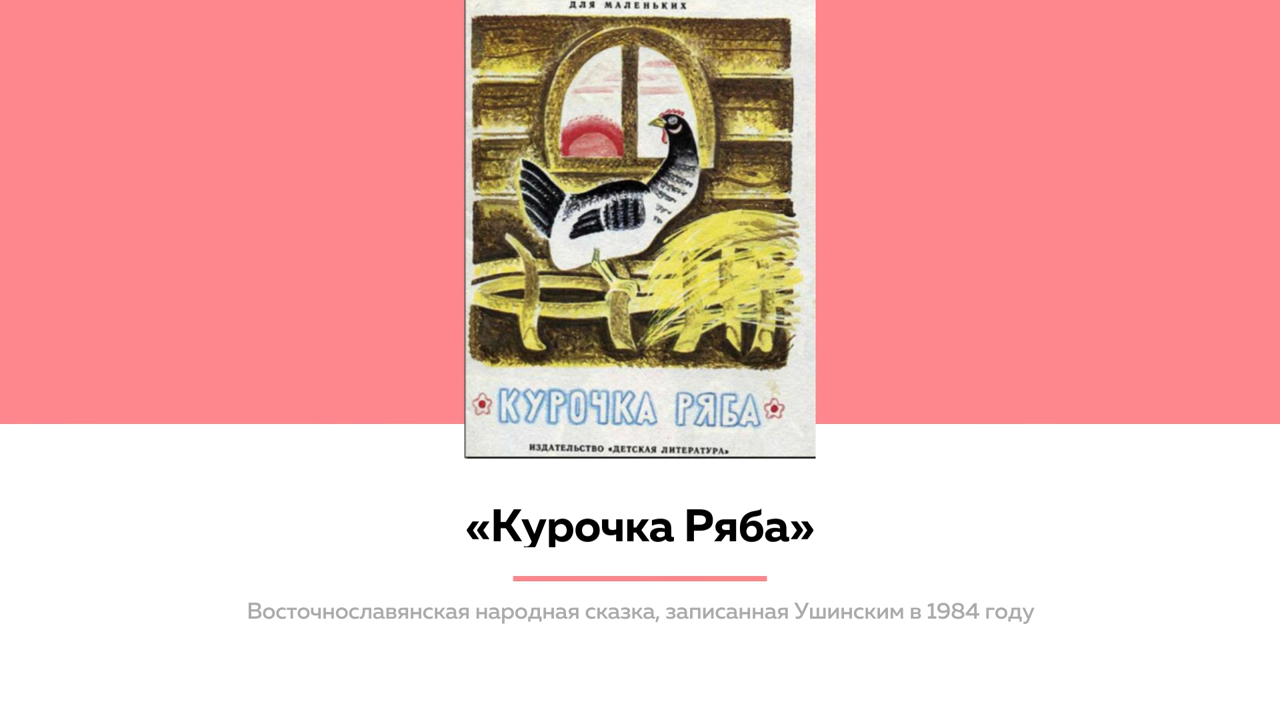 ДЛЯ МАЛЕНЬКИХ
КУРОЧКА РЯБА
ИЗДАТЕЛЬСТВО «ДЕТСКАЯ ЛИТЕРАТУРА»
«Курочка Ряба»
Восточнославянская народная сказка, записанная Ушинским в 1984 году